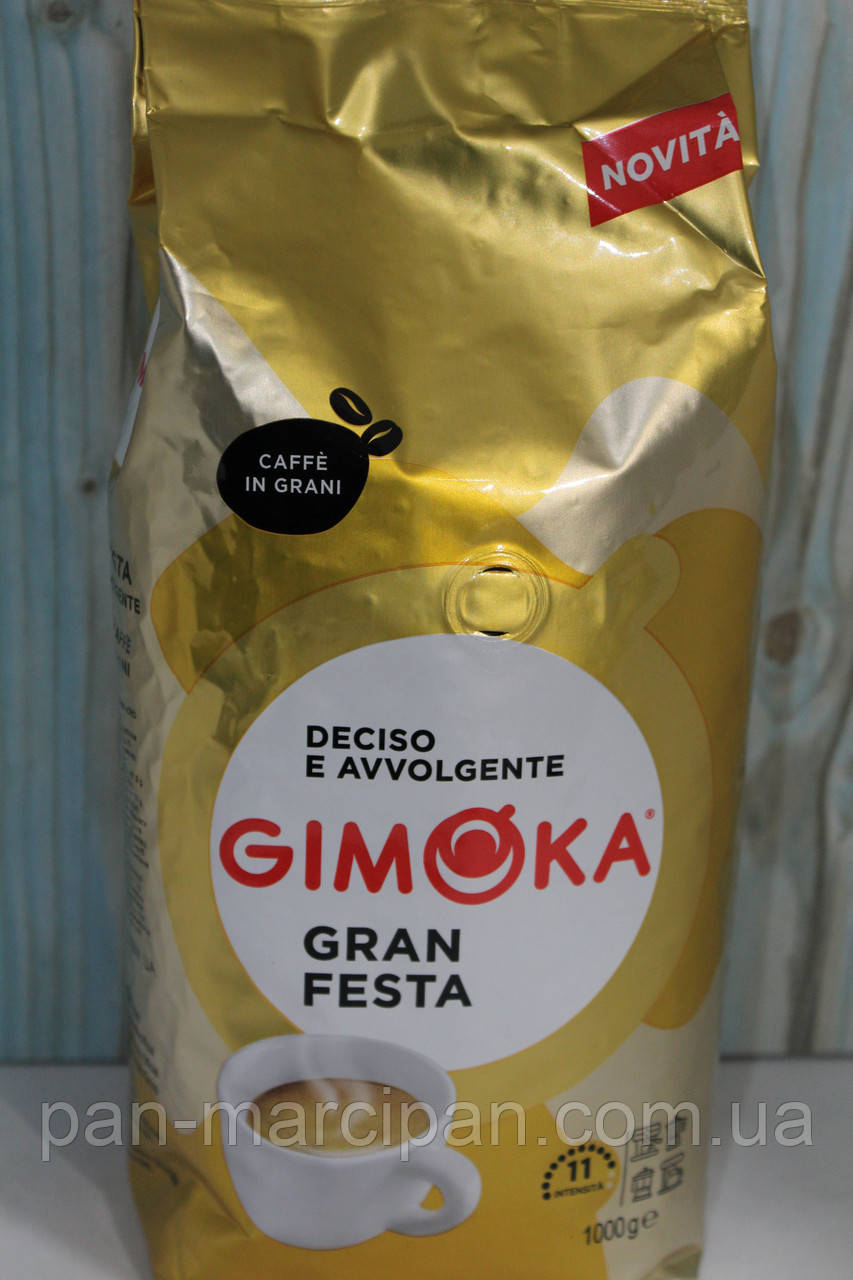 NOVITÀ
CAFFÈ
IN GRANI
DECISO
E AVVOLGENTE
GIMOKA®
GRAN
FESTA
pan-marcipan.com.ua
11
INTENSITÀ
1000g℮